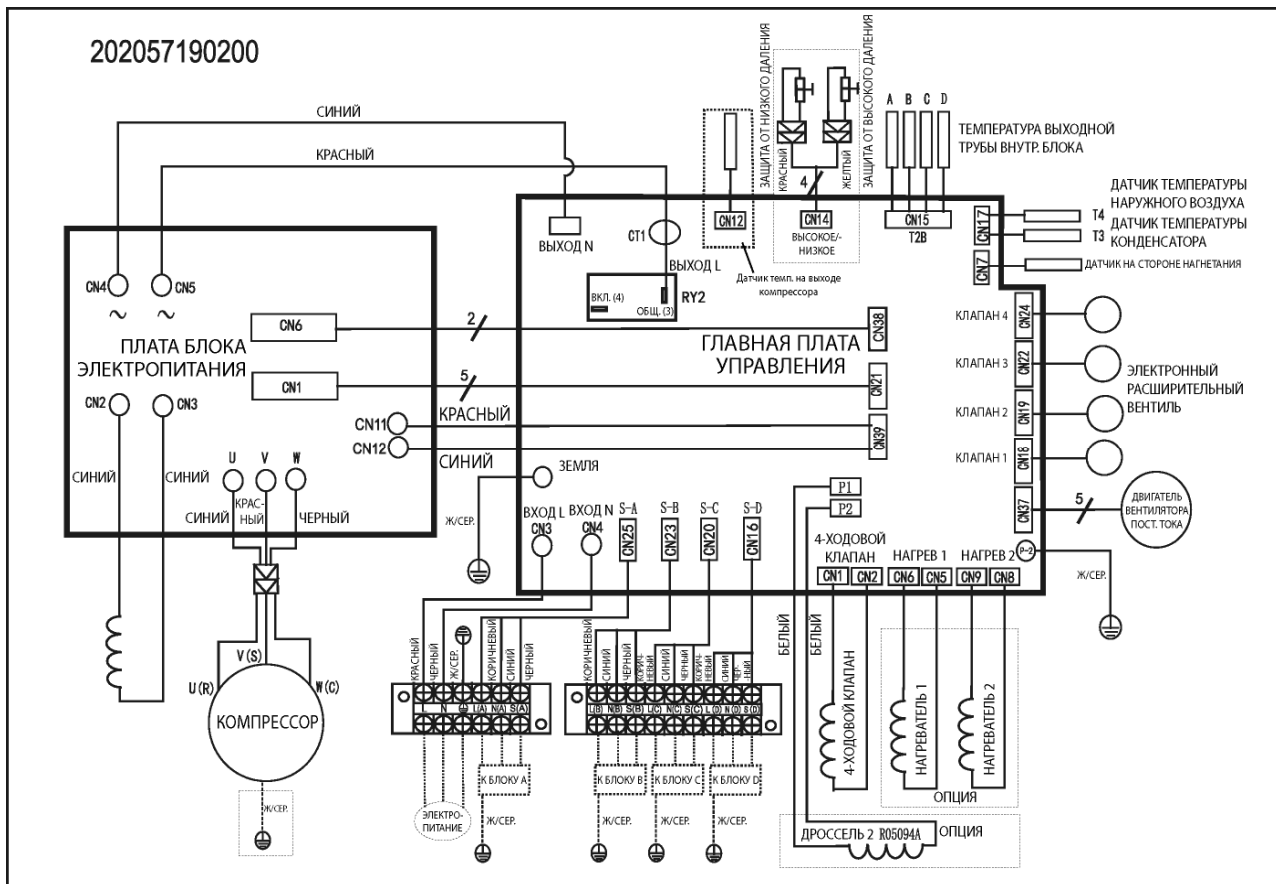 202057190200
СИНИЙ
КРАСНЫЙ
ЗАЩИТА ОТ НИЗКОГО ДАЛЕНИЯ
КРАСНЫЙ
4
ЖЕЛТЫЙ
ЗАЩИТА ОТ ВЫСОКОГО ДАЛЕНИЯ
A B C D
ТЕМПЕРАТУРА ВЫХОДНОЙ
ТРУБЫ ВНУТР. БЛОКА
CN12
CN14
ВЫСОКОЕ/-
НИЗКОЕ
CN15
T2B
CN17
T4
T3
ДАТЧИК ТЕМПЕРАТУРЫ
НАРУЖНОГО ВОЗДУХА
ДАТЧИК ТЕМПЕРАТУРЫ
КОНДЕНСАТОРА
CN7
ДАТЧИК НА СТОРОНЕ НАГНЕТАНИЯ
ВЫХОД N
CT1
ВЫХОД L
Датчик темп. на выходе
компрессора
ВКЛ. (4)
ОБЩ. (3)
RY2
CN4
CN5
~
~
CN6
2
CN38
ПЛАТА БЛОКА
ЭЛЕКТРОПИТАНИЯ
ГЛАВНАЯ ПЛАТА
УПРАВЛЕНИЯ
CN1
5
CN21
CN2
CN3
CN11
КРАСНЫЙ
CN12
СИНИЙ
CN39
КЛАПАН 4
CN24
КЛАПАН 3
CN22
КЛАПАН 2
CN19
КЛАПАН 1
CN18
ЭЛЕКТРОННЫЙ
РАСШИРИТЕЛЬНЫЙ
ВЕНТИЛЬ
CN37
5
ДВИГАТЕЛЬ
ВЕНТИЛЯТОРА
ПОСТ. ТОКА
P-2
Ж/СЕР.
СИНИЙ
СИНИЙ
U V W
СИНИЙ
КРАС-
НЫЙ
ЧЕРНЫЙ
ЗЕМЛЯ
Ж/СЕР.
ВХОД L
CN3
ВХОД N
CN4
S-A
CN25
S-B
CN23
S-C
CN20
S-D
CN16
P1
P2
4-ХОДОВОЙ
КЛАПАН
CN1 CN2
НАГРЕВ 1
CN6 CN5
НАГРЕВ 2
CN9 CN8
U(R)
V(S)
W(C)
КОМПРЕССОР
Ж/СЕР.
КРАСНЫЙ
ЧЕРНЫЙ
Ж/СЕР.
КОРИЧНЕВЫЙ
СИНИЙ
ЧЕРНЫЙ
L N L(A) N(A) S(A)
КОРИЧНЕВЫЙ
СИНИЙ
ЧЕРНЫЙ
КОРИЧ-
НЕВЫЙ
СИНИЙ
ЧЕРНЫЙ
КОРИЧ-
НЕВЫЙ
СИНИЙ
ЧЕР-
НЫЙ
L(B) N(B) S(B) L(C) N(C) S(C) L(D) N(D) S(D)
К БЛОКУ A
К БЛОКУ B
К БЛОКУ C
К БЛОКУ D
ЭЛЕКТРО-
ПИТАНИЕ
Ж/СЕР.
Ж/СЕР.
Ж/СЕР.
Ж/СЕР.
БЕЛЫЙ
БЕЛЫЙ
4-ХОДОВОЙ КЛАПАН
НАГРЕВАТЕЛЬ 1
НАГРЕВАТЕЛЬ 2
ОПЦИЯ
ДРОССЕЛЬ 2 R05094A
ОПЦИЯ